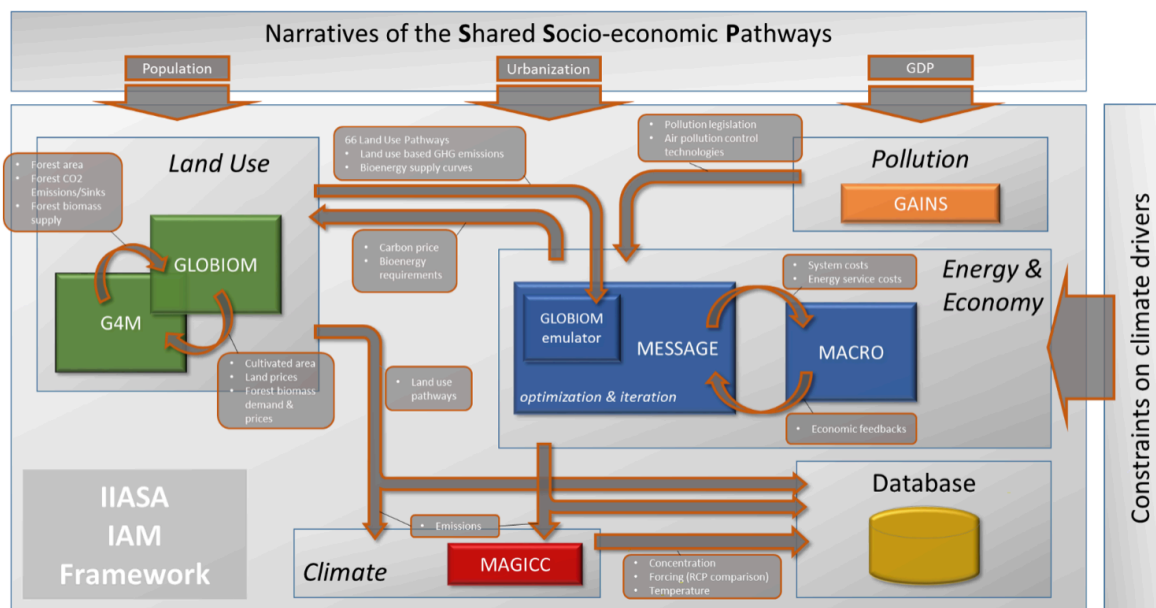 Narratives of the Shared Socio-economic Pathways
Population
Urbanization
GDP
Constraints on climate drivers
Land Use
• Forest area
• Forest CO2
Emissions/Sinks
• Forest biomass
supply
GLOBIOM
G4M
• Cultivated area
• Land prices
• Forest biomass
demand &
prices
66 Land Use Pathways
• Land use based GHG emissions
• Bioenergy supply curves
• Carbon price
• Bioenergy
requirements
• Pollution legislation
• Air pollution control
technologies
Pollution
GAINS
Energy &
Economy
• System costs
• Energy service costs
GLOBIOM
emulator
MESSAGE
optimization & iteration
MACRO
• Economic feedbacks
• Land use
pathways
IIASA
IAM
Framework
• Emissions
Climate
MAGICC
• Concentration
• Forcing (RCP comparison)
• Temperature
Database